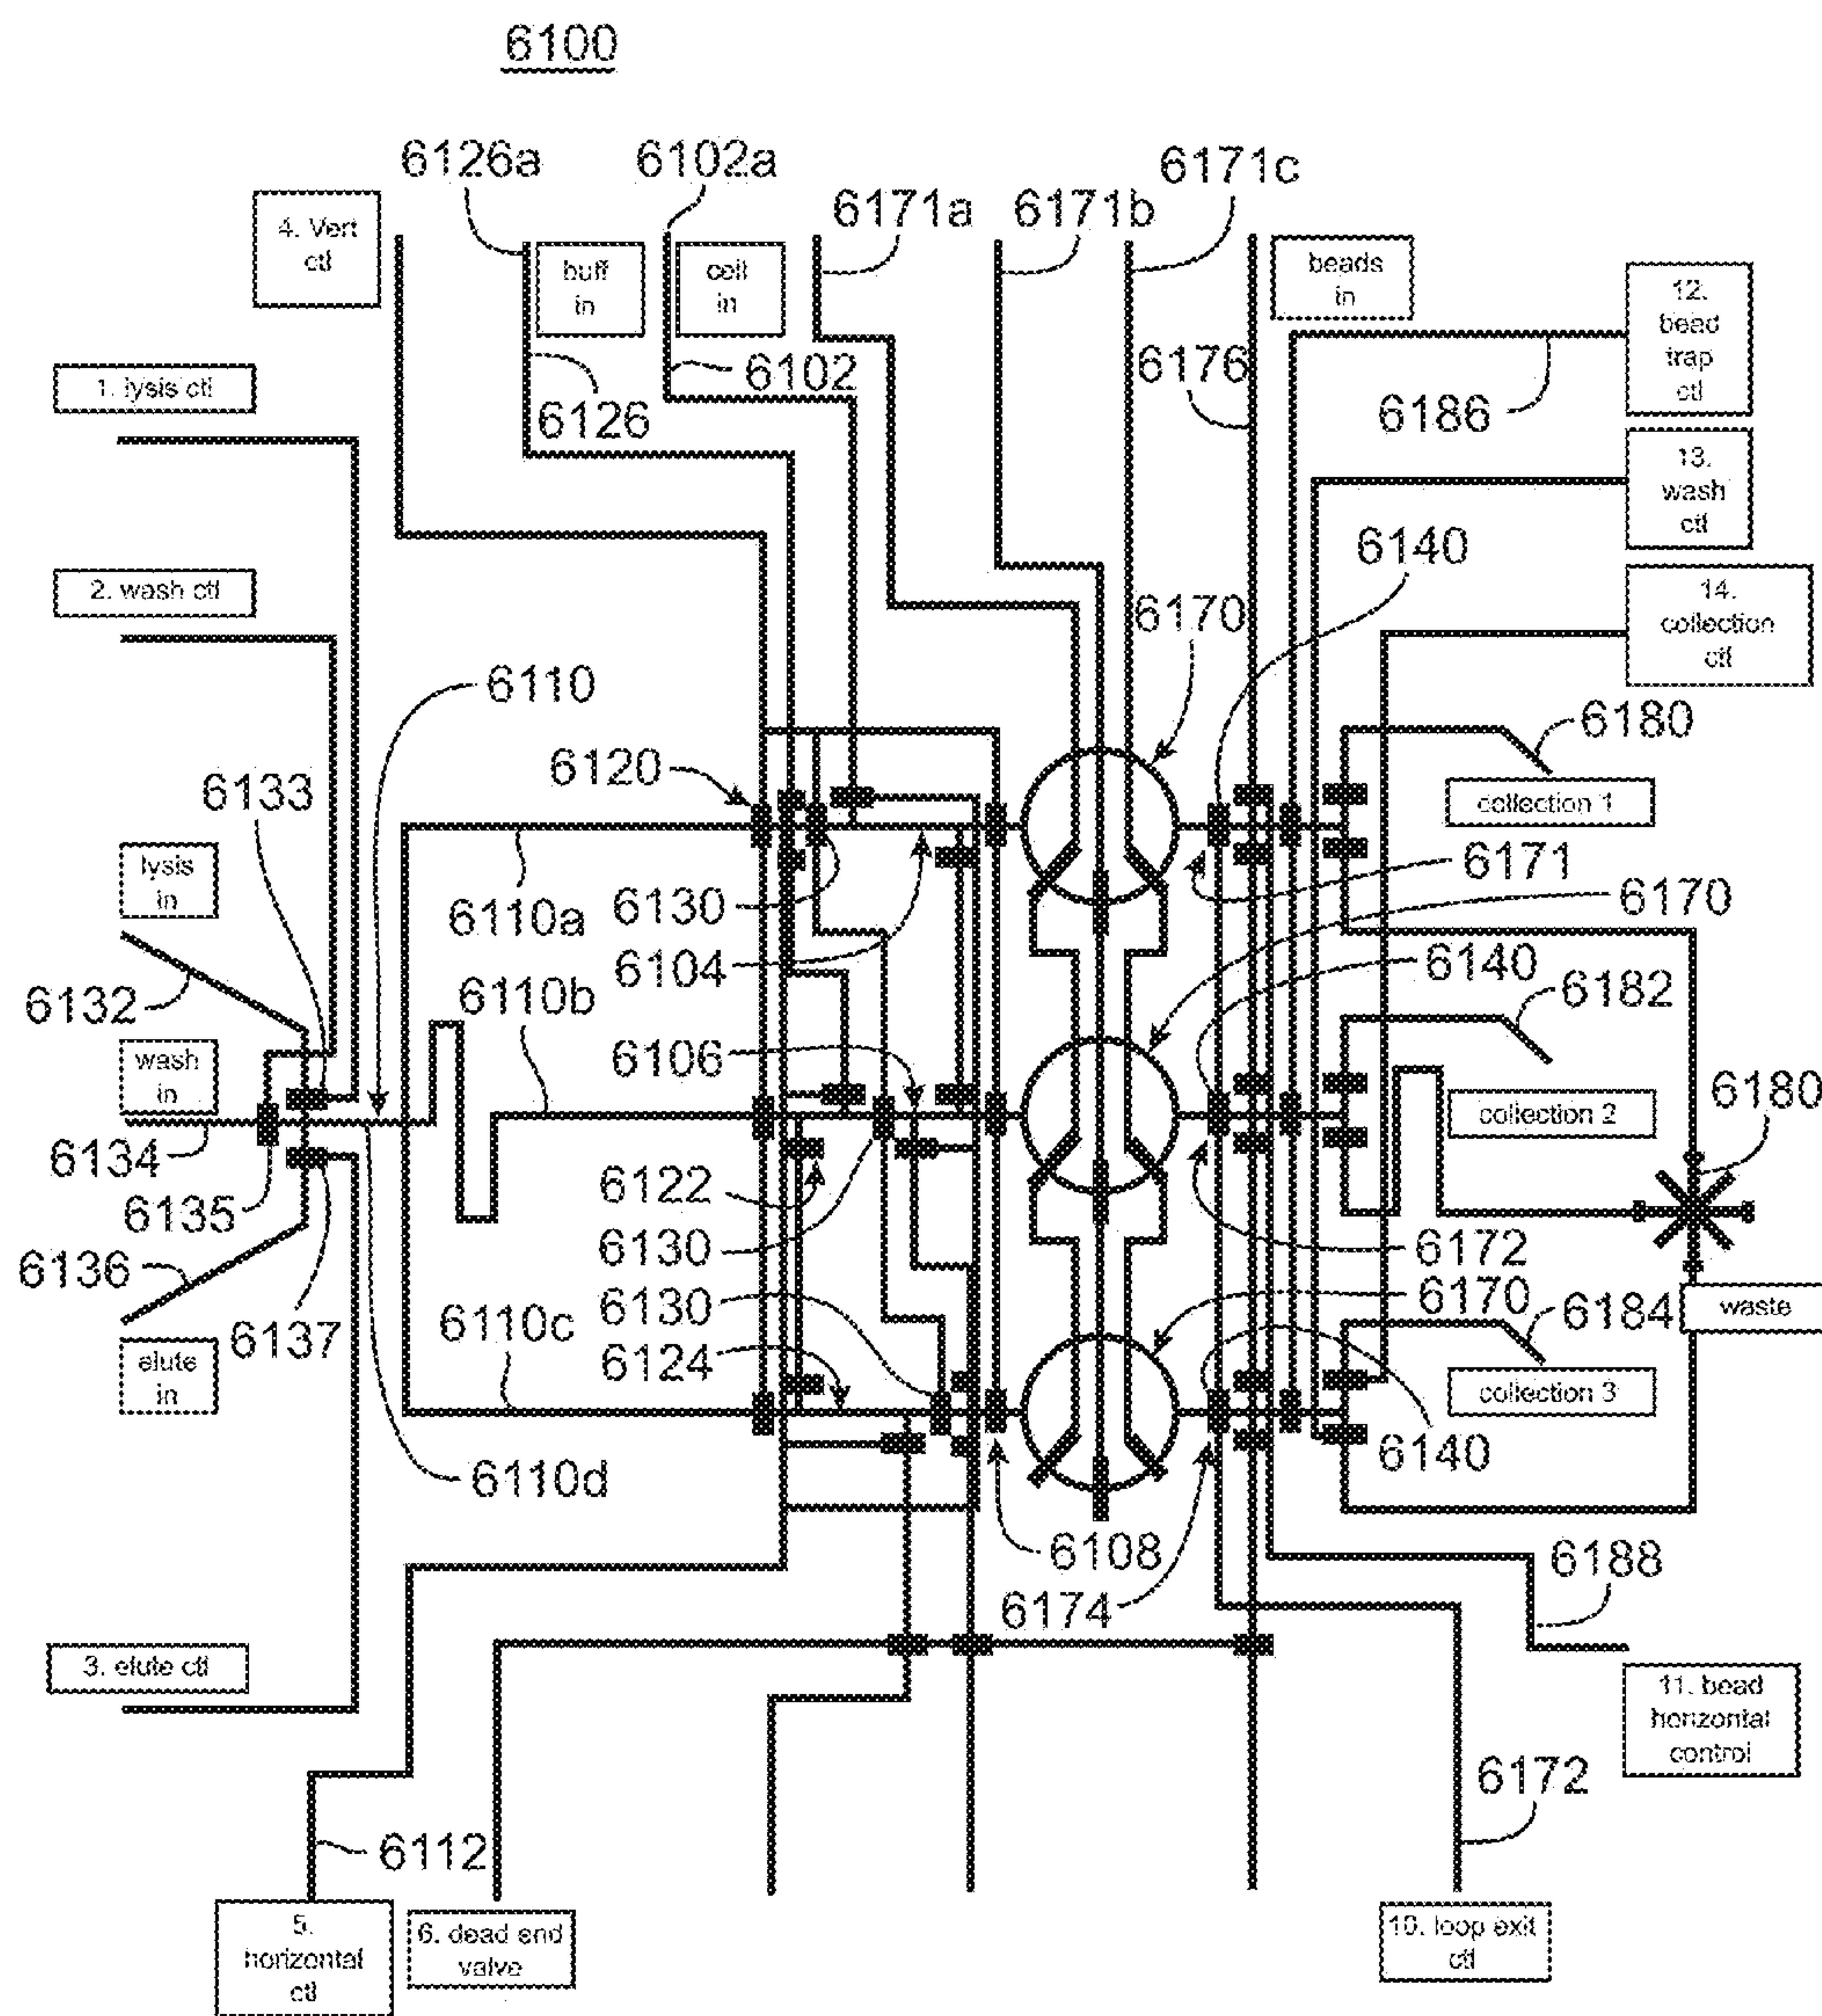 6100
6126a
6102a
6171c
6171a
6171b
4. Vert
ctl
buff
in
cell
in
beads
in
12.
bead
trap
ctl
1. lysis ctl
6102
6176
6126
6186
13.
wash
ctl
6140
2. wash ctl
14.
collection
ctl
6170
6110
6180
6120
6133
collection 1
lysis
in
6110a
6130
6171
6170
6104
6140
6132
6110b
6182
wash
in
6106
6180
collection 2
6134
6122
6135
6130
6172
6136
6137
6130
6170
6184
waste
elute
in
6110c
6124
collection 3
6140
6110d
6108
6188
6174
3. elute ctl
11. bead
horizontal
control
6172
6112
5.
horizontal
ctl
6. dead end
valve
10. loop exit
ctl